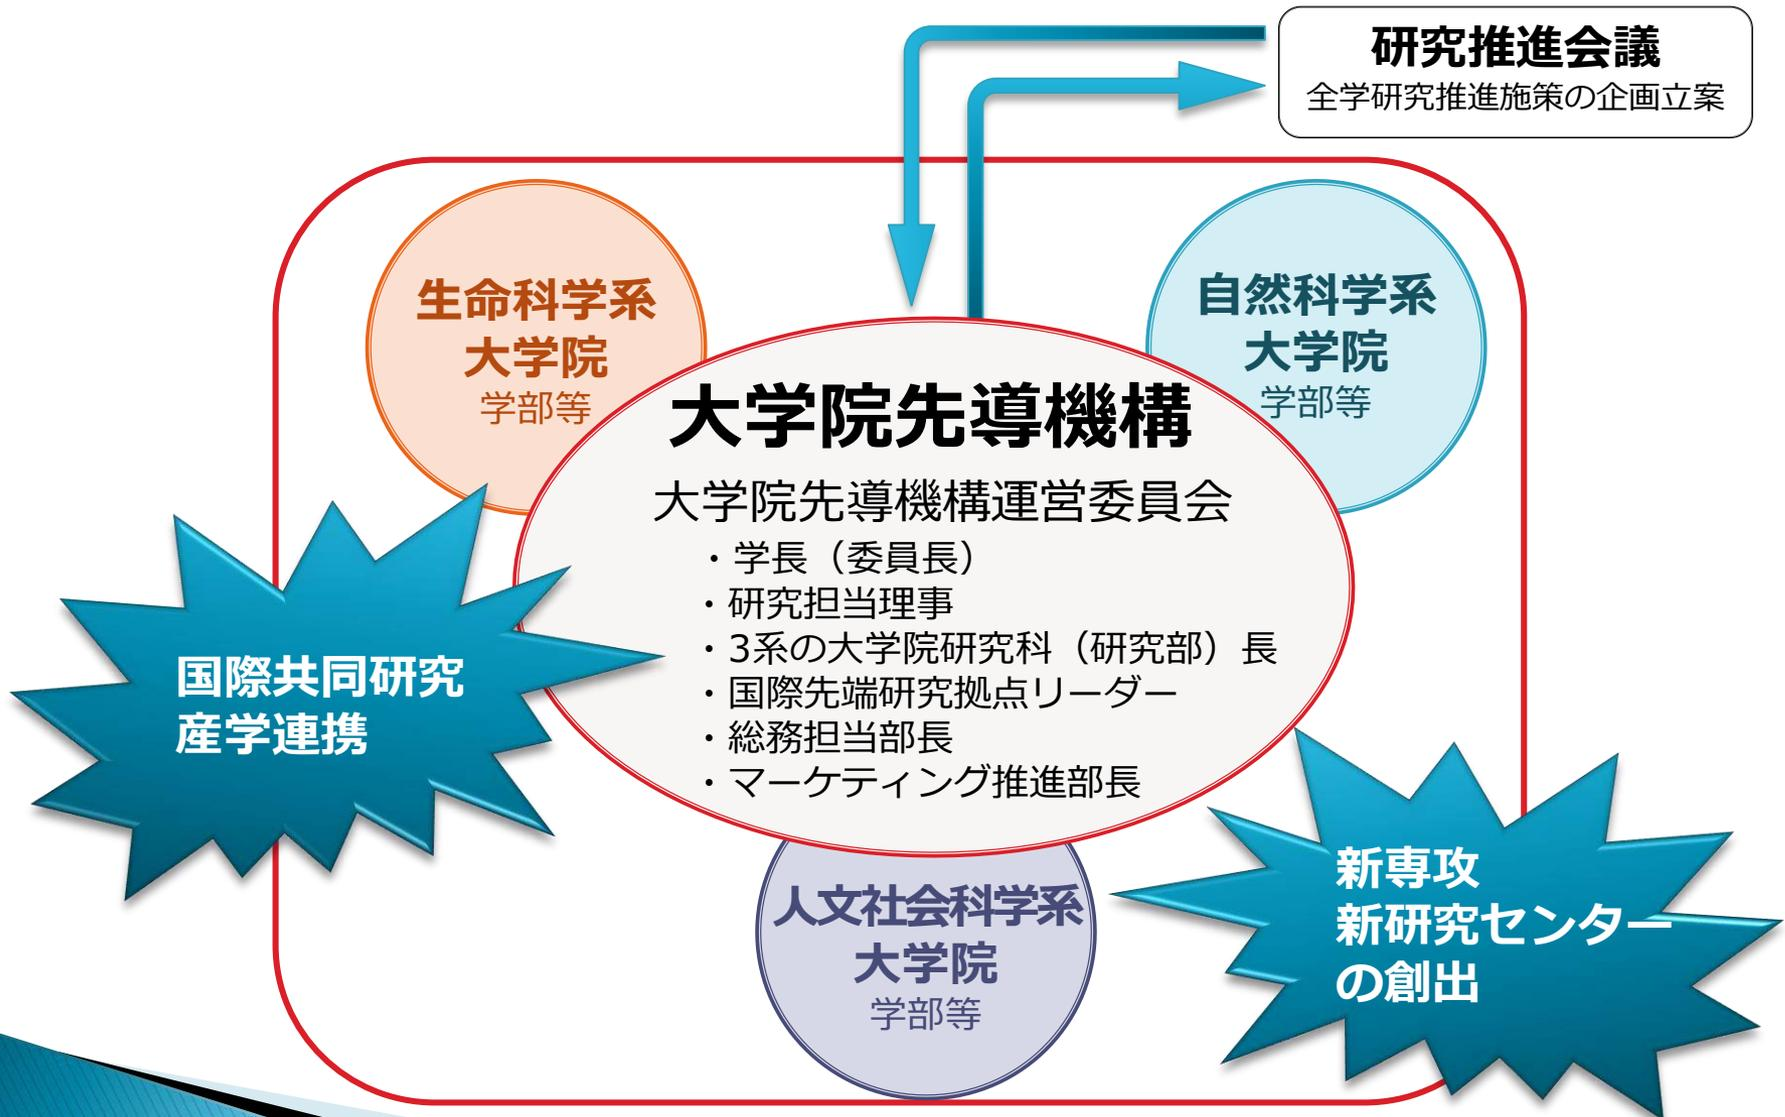 研究推進会議
全学研究推進施策の企画立案
生命科学系
大学院
学部等
自然科学系
大学院
学部等
大学院先導機構
大学院先導機構運営委員会
・学長（委員長）
・研究担当理事
・3系の大学院研究科（研究部）長
・国際先端研究拠点リーダー
・総務担当部長
・マーケティング推進部長
国際共同研究
産学連携
人文社会科学系
大学院
学部等
新専攻
新研究センター
の創出